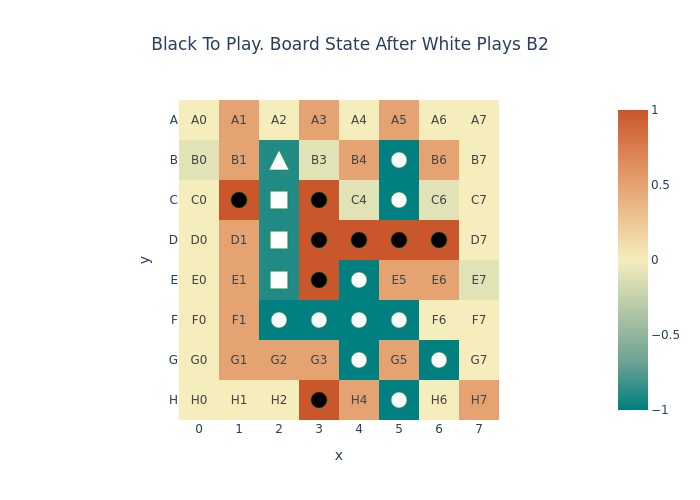 Black To Play. Board State After White Plays B2
A A0 A1 A2 A3 A4 A5 A6 A7
B B0 B1 B3 B4 B6 B7
C C0 C4 C6 C7
D D0 D1 D7
E E0 E1 E5 E6 E7
F F0 F1 F6 F7
G G0 G1 G2 G3 G5 G7
H H0 H1 H2 H4 H6 H7
0 1 2 3 4 5 6 7
x
y
1
0.5
0
−0.5
−1